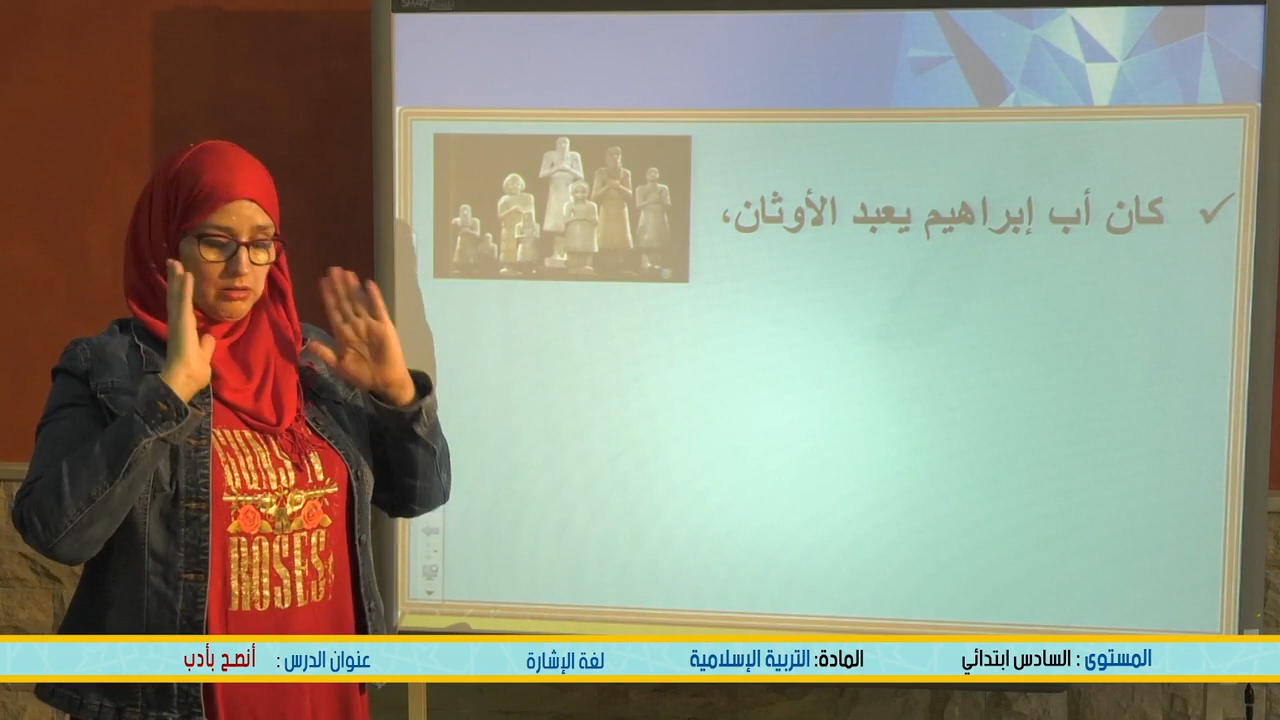 SMART
كان أب إبراهيم يعبد الأوثان،
GUNS N'
ROSES
المستوى : السادس ابتدائي المادة: التربية الإسلامية لغة الإشارة عنوان الدرس : أنصح بأدب